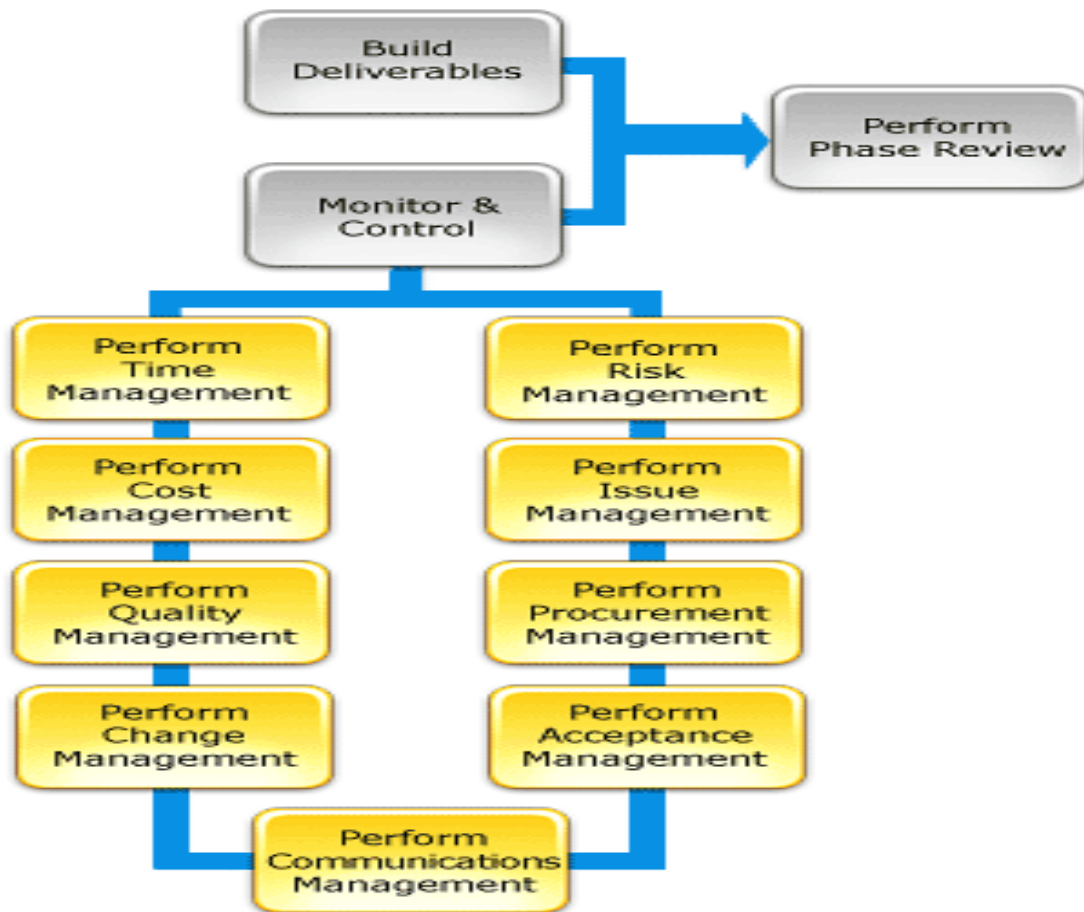 Build
Deliverables
Perform
Phase Review
Monitor &
Control
Perform
Time
Management
Perform
Risk
Management
Perform
Cost
Management
Perform
Issue
Management
Perform
Quality
Management
Perform
Procurement
Management
Perform
Change
Management
Perform
Acceptance
Management
Perform
Communications
Management